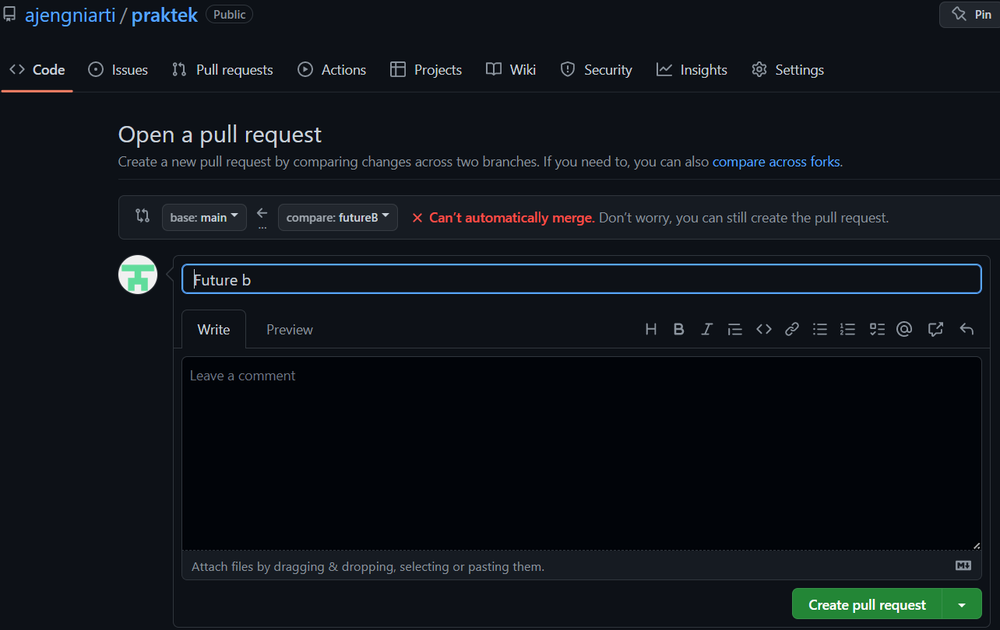 ajengniarti / praktek Public
Pin
Code Issues Pull requests Actions Projects Wiki Security Insights Settings
Open a pull request
Create a new pull request by comparing changes across two branches. If you need to, you can also compare across forks.
base: main ← compare: futureB × Can’t automatically merge. Don’t worry, you can still create the pull request.
...
Future b
Write Preview
H B I @
Leave a comment
Attach files by dragging & dropping, selecting or pasting them.
M↓
Create pull request